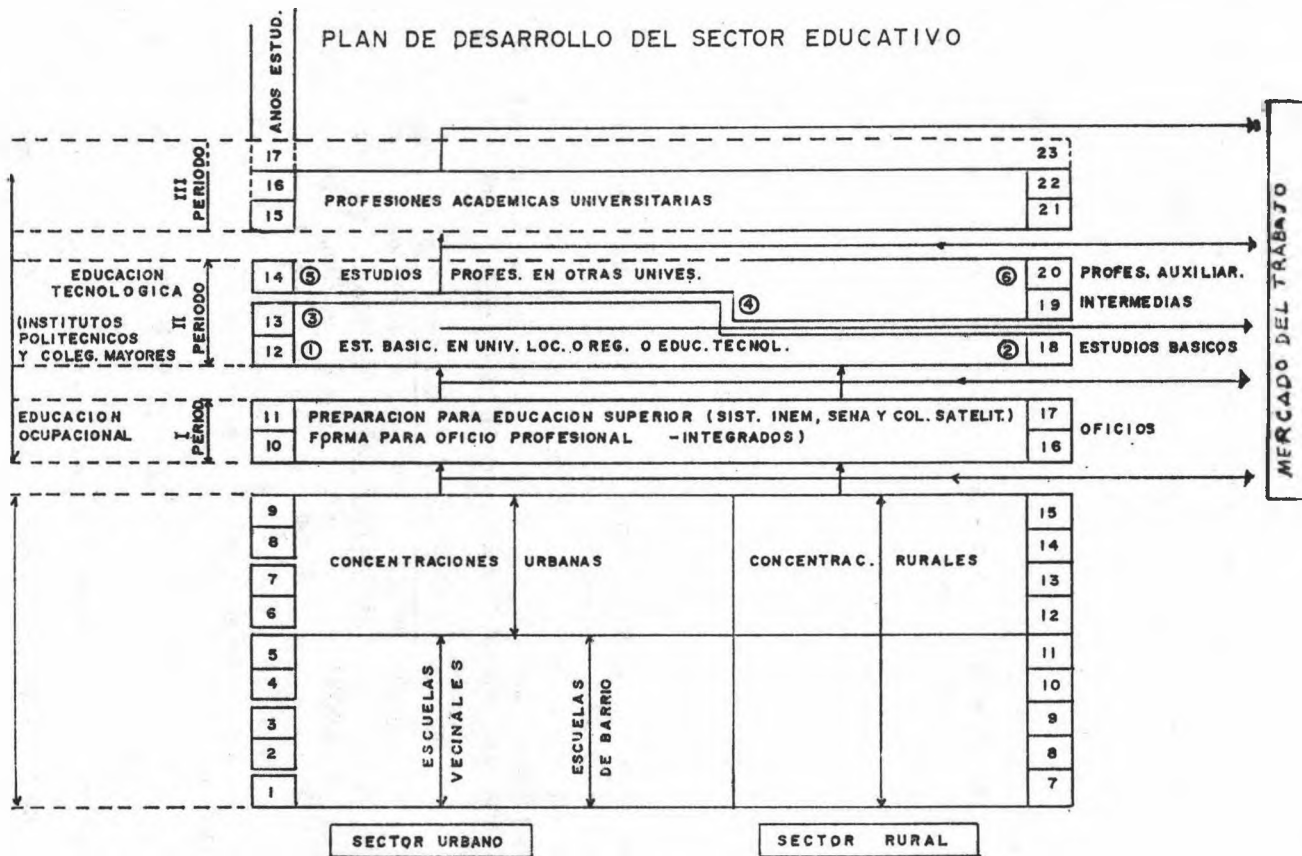 PLAN DE DESARROLLO DEL SECTOR EDUCATIVO
ANOS ESTUD.
MERCADO DEL TRABAJO
III
PERIODO
17
16
15
PROFESIONES ACADEMICAS UNIVERSITARIAS
23
22
21
EDUCACION
TECNOLOGICA
(INSTITUTOS
POLITECNICOS
Y COLEG. MAYORES
II
PERIODO
14
⑤ ESTUDIOS PROFES. EN OTRAS UNIVES.
⑥
20
PROFES. AUXILIAR.
13
③
④
19
INTERMEDIAS
12
① EST. BASIC. EN UNIV. LOC. O REG. O EDUC. TECNOL.
②
18
ESTUDIOS BASICOS
EDUCACION
OCUPACIONAL
I
PERIOD
11
10
PREPARACION PARA EDUCACION SUPERIOR (SIST. INEM, SENA Y COL. SATELIT.)
FORMA PARA OFICIO PROFESIONAL -INTEGRADOS)
17
16
OFICIOS
9
8
7
6
5
4
3
2
1
CONCENTRACIONES URBANAS
CONCENTRAC. RURALES
ESCUELAS
VECINALES
ESCUELAS
DE BARRIO
15
14
13
12
11
10
9
8
7
SECTOR URBANO
SECTOR RURAL